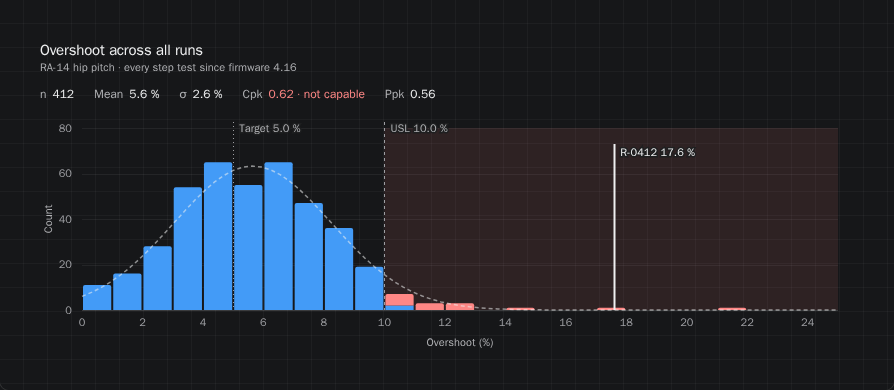 Overshoot across all runs
RA-14 hip pitch · every step test since firmware 4.16
n 412 Mean 5.6 % σ 2.6 % Cpk 0.62 · not capable Ppk 0.56
80 Target 5.0 % USL 10.0 %
R-0412 17.6 %
60
40
20
0
Count
0 2 4 6 8 10 12 14 16 18 20 22 24
Overshoot (%)